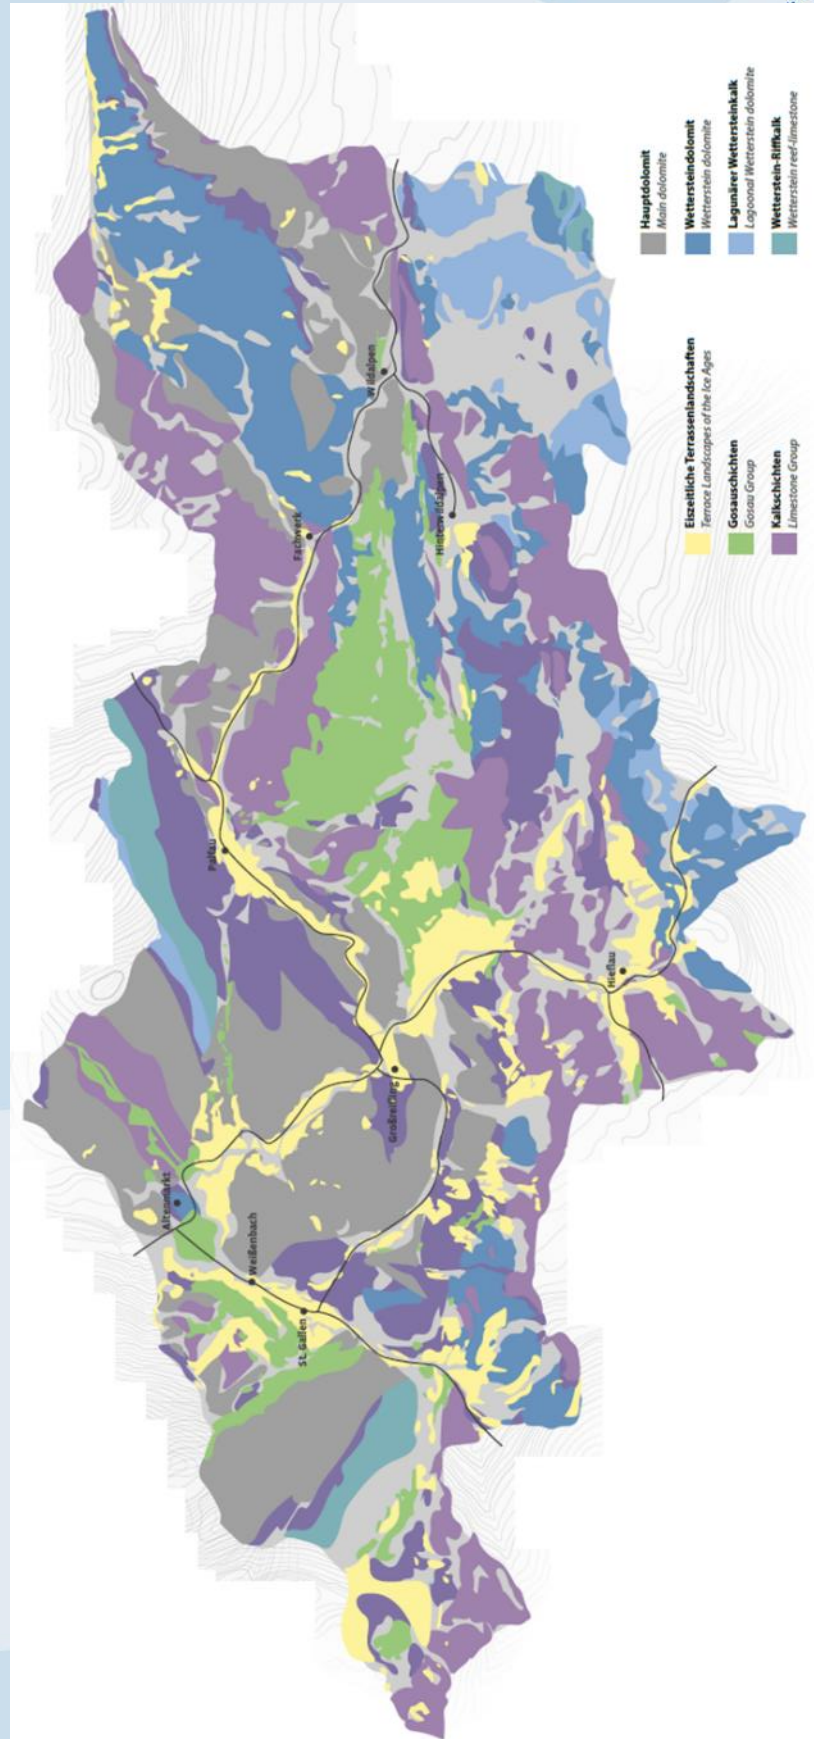 Altenmarkt
Weißenbach
St. Gallen
Großreifling
Palfau
Hieflau
Fachwerk
Hinterwildalpen
Wildalpen
Eiszeitliche Terrassenlandschaften
Terrace Landscapes of the Ice Ages
Gosauschichten
Gosau Group
Kalkschichten
Limestone Group
Hauptdolomit
Main dolomite
Wettersteindolomit
Wetterstein dolomite
Lagunärer Wettersteinkalk
Lagoonal Wetterstein dolomite
Wetterstein-Riffkalk
Wetterstein reef-limestone